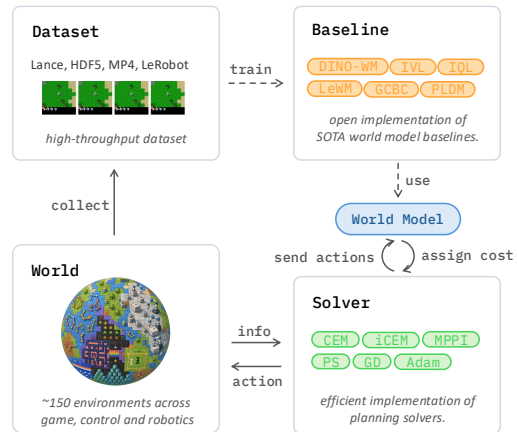 Dataset
Lance, HDF5, MP4, LeRobot
high-throughput dataset
train
Baseline
DINO-WM IVL IQL
LeWM GCBC PLDM
open implementation of
SOTA world model baselines.
collect
use
World Model
send actions
assign cost
World
~150 environments across
game, control and robotics
info
action
Solver
CEM iCEM MPPI
PS GD Adam
efficient implementation of
planning solvers.